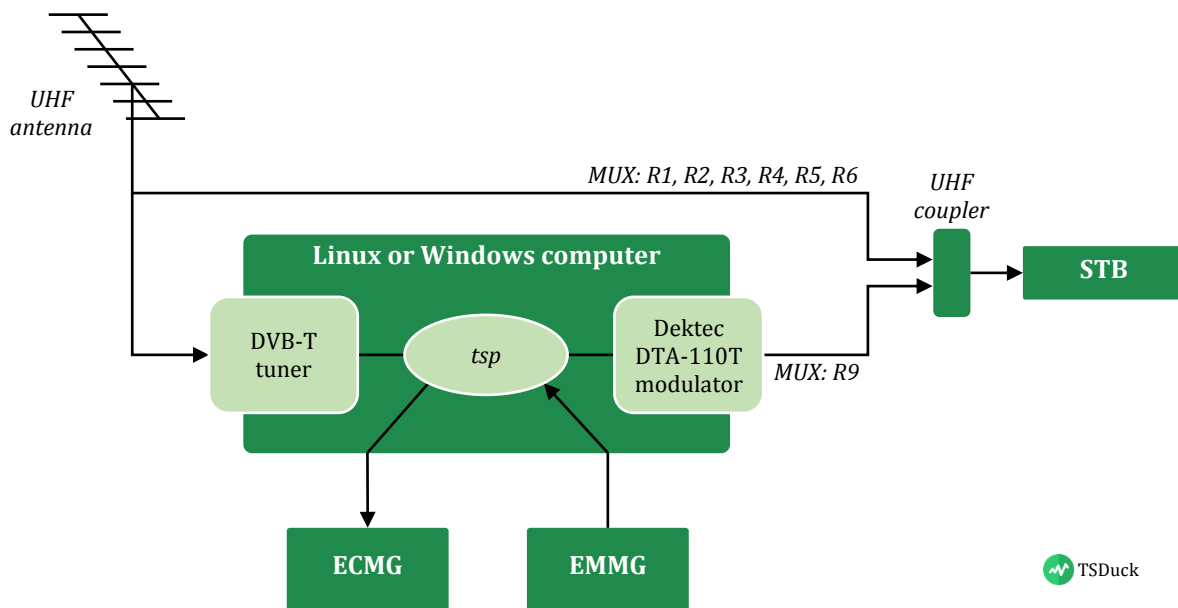 UHF
antenna
MUX: R1, R2, R3, R4, R5, R6
UHF
coupler
Linux or Windows computer
STB
DVB-T
tuner
tsp
Dektec
DTA-110T
modulator
MUX: R9
ECMG
EMMG
TSDuck